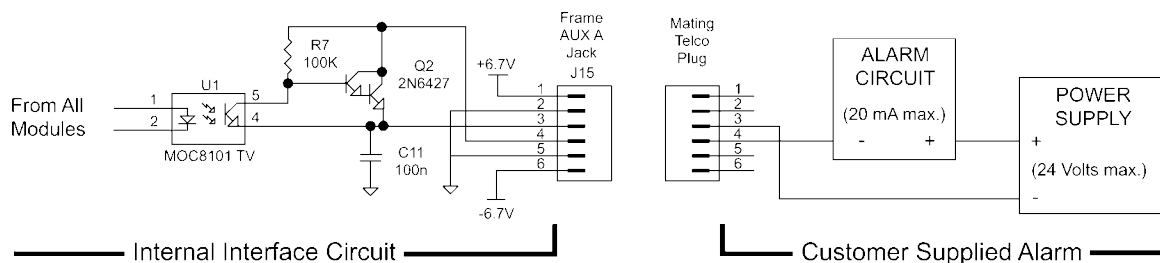 Frame
AUX A
Jack
J15
Mating
Telco
Plug
R7
100K
Q2
2N6427
+6.7V
U1
5
4
1
2
MOC8101 TV
From All
Modules
C11
100n
-6.7V
1
2
3
4
5
6
1
2
3
4
5
6
ALARM
CIRCUIT
(20 mA max.)
- +
POWER
SUPPLY
+
(24 Volts max.)
-
Internal Interface Circuit
Customer Supplied Alarm